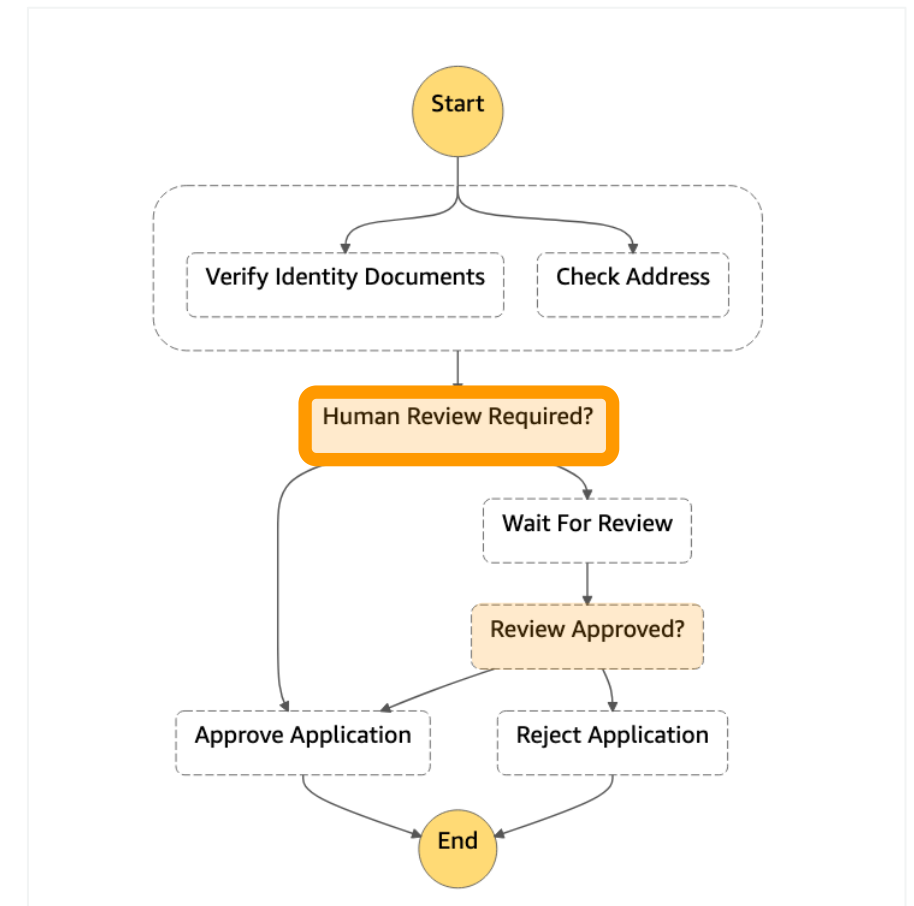 Start
Verify Identity Documents
Check Address
Human Review Required?
Wait For Review
Review Approved?
Approve Application
Reject Application
End